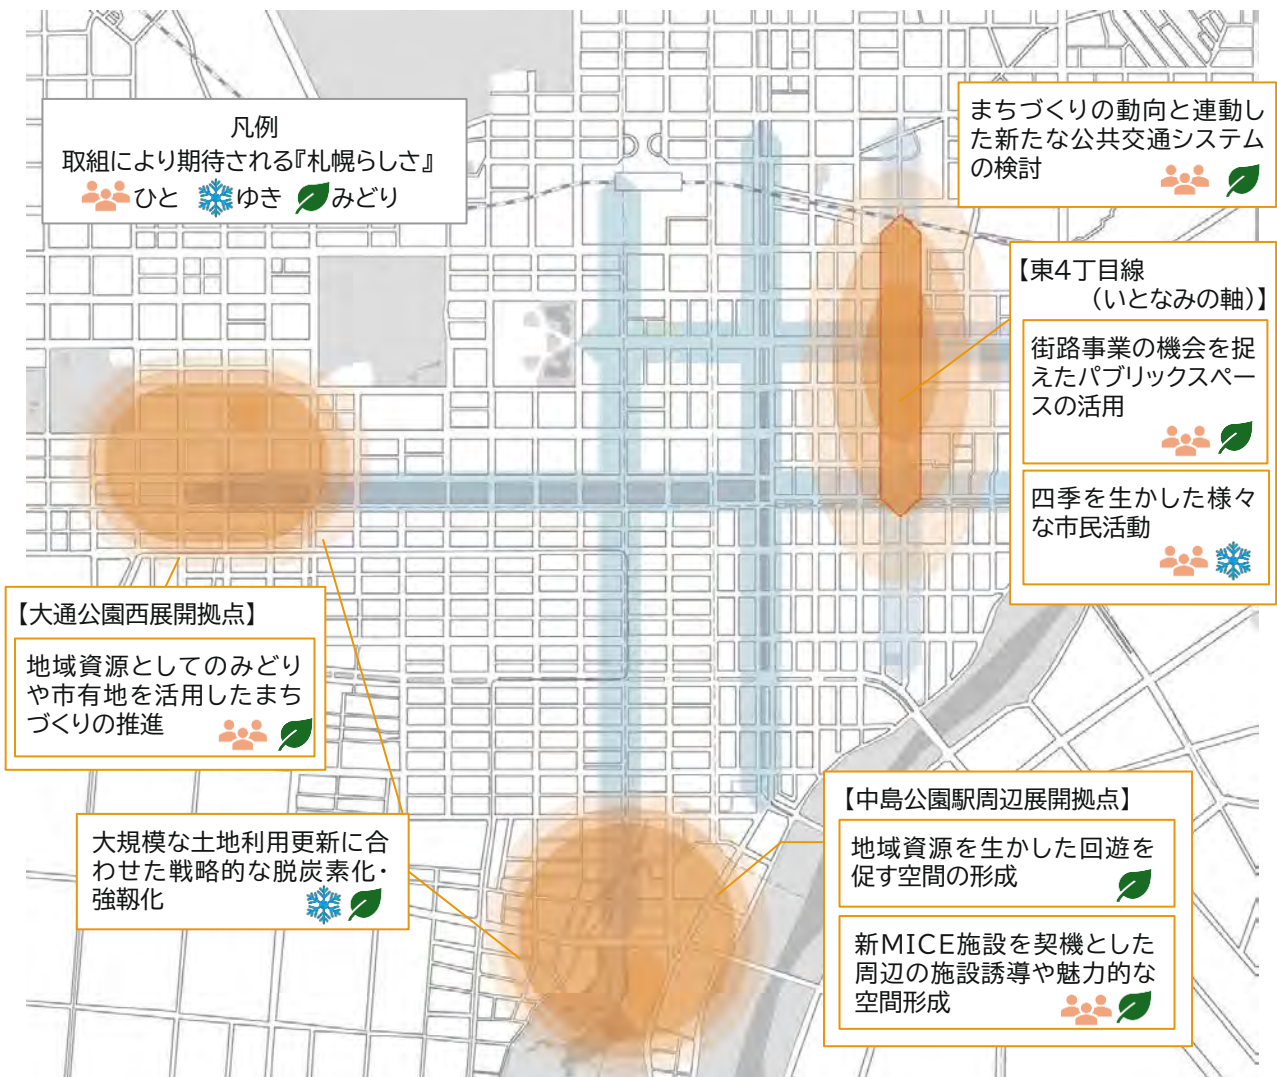 凡例
取組により期待される『札幌らしさ』
ひと ゆき みどり
まちづくりの動向と連動し
た新たな公共交通システム
の検討
【東4丁目線
（いとなみの軸）】
街路事業の機会を捉
えたパブリックスペー
スの活用
四季を生かした様々
な市民活動
【大通公園西展開拠点】
地域資源としてのみどり
や市有地を活用したまち
づくりの推進
大規模な土地利用更新に合
わせた戦略的な脱炭素化・
強靱化
【中島公園駅周辺展開拠点】
地域資源を生かした回遊を
促す空間の形成
新MICE施設を契機とした
周辺の施設誘導や魅力的な
空間形成